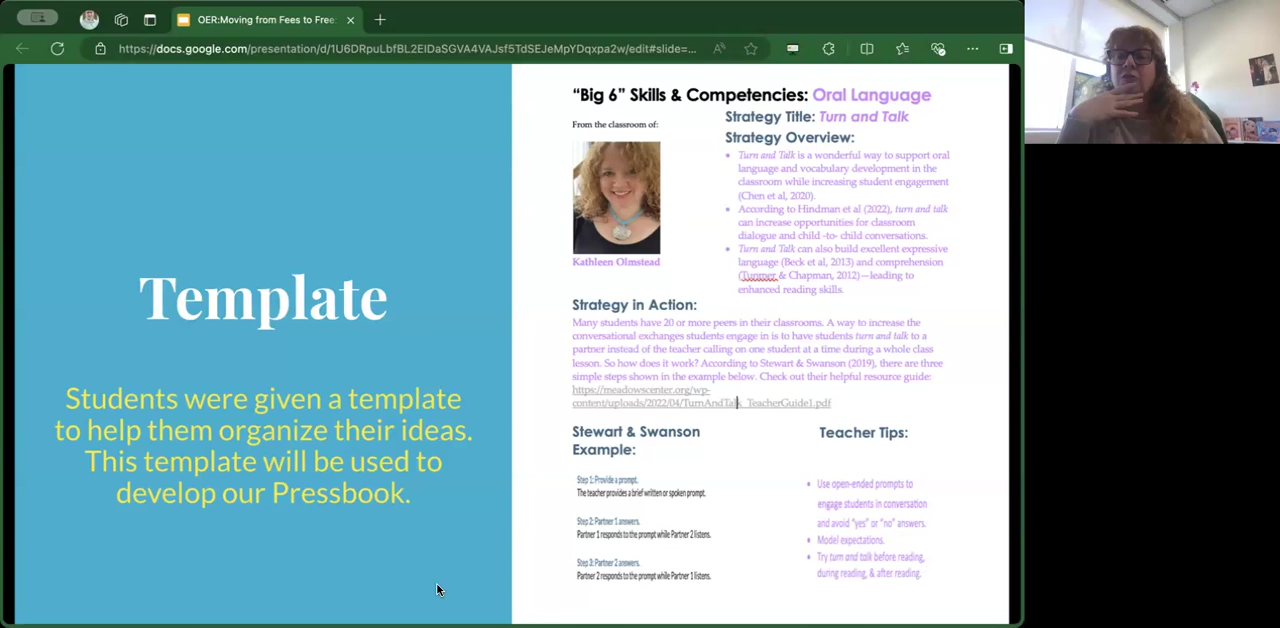 OER:Moving from Fees to Free
https://docs.google.com/presentation/d/1U6DRpuLbfBL2EIDaSGVA4VAJsf5TdSEJeMpYDqxpa2w/edit#slide=...
Template
Students were given a template
to help them organize their ideas.
This template will be used to
develop our Pressbook.
"Big 6" Skills & Competencies: Oral Language
From the classroom of:
Kathleen Olmstead
Strategy Title: Turn and Talk
Strategy Overview:
• Turn and Talk is a wonderful way to support oral
language and vocabulary development in the
classroom while increasing student engagement
(Chen et al, 2020).
• According to Hindman et al (2022), turn and talk
can increase opportunities for classroom
dialogue and child -to- child conversations.
• Turn and Talk can also build excellent expressive
language (Beck et al, 2013) and comprehension
(Tunmer & Chapman, 2012)—leading to
enhanced reading skills.
Strategy in Action:
Many students have 20 or more peers in their classrooms. A way to increase the
conversational exchanges students engage in is to have students turn and talk to a
partner instead of the teacher calling on one student at a time during a whole class
lesson. So how does it work? According to Stewart & Swanson (2019), there are three
simple steps shown in the example below. Check out their helpful resource guide:
https://meadowscenter.org/wp-
content/uploads/2022/04/TurnAndTalk_TeacherGuide1.pdf
Stewart & Swanson
Example:
Step 1: Provide a prompt.
The teacher provides a brief written or spoken prompt.
Step 2: Partner 1 answers.
Partner 1 responds to the prompt while Partner 2 listens.
Step 3: Partner 2 answers.
Partner 2 responds to the prompt while Partner 1 listens.
Teacher Tips:
• Use open-ended prompts to
engage students in conversation
and avoid "yes" or "no" answers.
• Model expectations.
• Try turn and talk before reading,
during reading, & after reading.